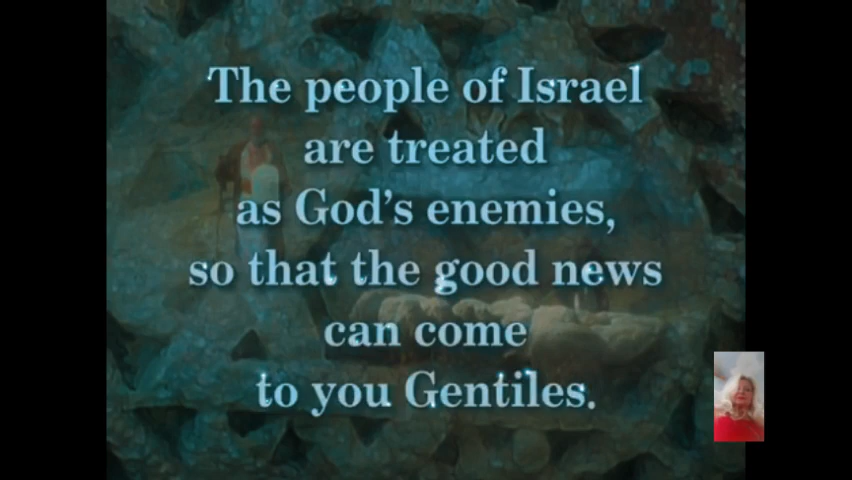 The people of Israel
are treated
as God's enemies,
so that the good news
can come
to you Gentiles.